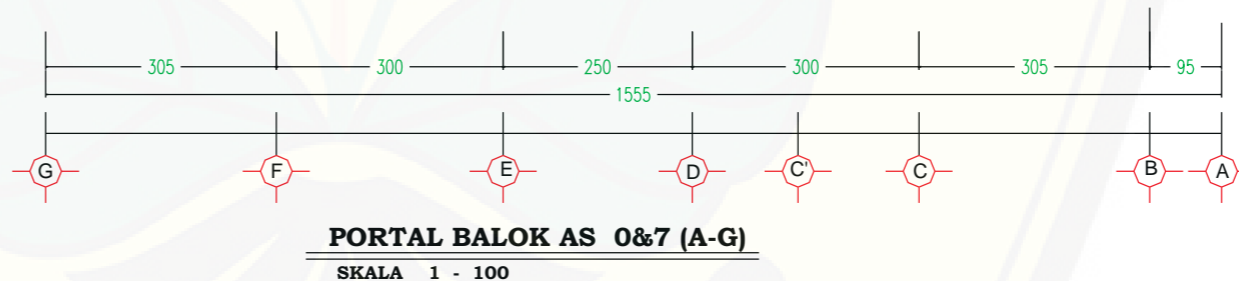 305 300 250 300 305 95
1555
G F E D C' C B A
PORTAL BALOK AS 0&7 (A-G)
SKALA 1 - 100